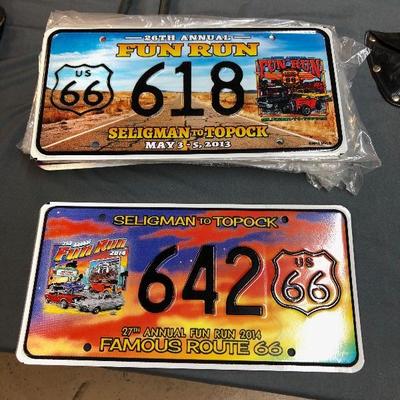 26TH ANNUAL
FUN RUN
US
66
618
FUN RUN
SELIGMAN TO TOPOCK
MAY 3-5, 2013
SELIGMAN TO TOPOCK
Fun Run
2014
642
US
66
27TH ANNUAL FUN RUN 2014
FAMOUS ROUTE 66